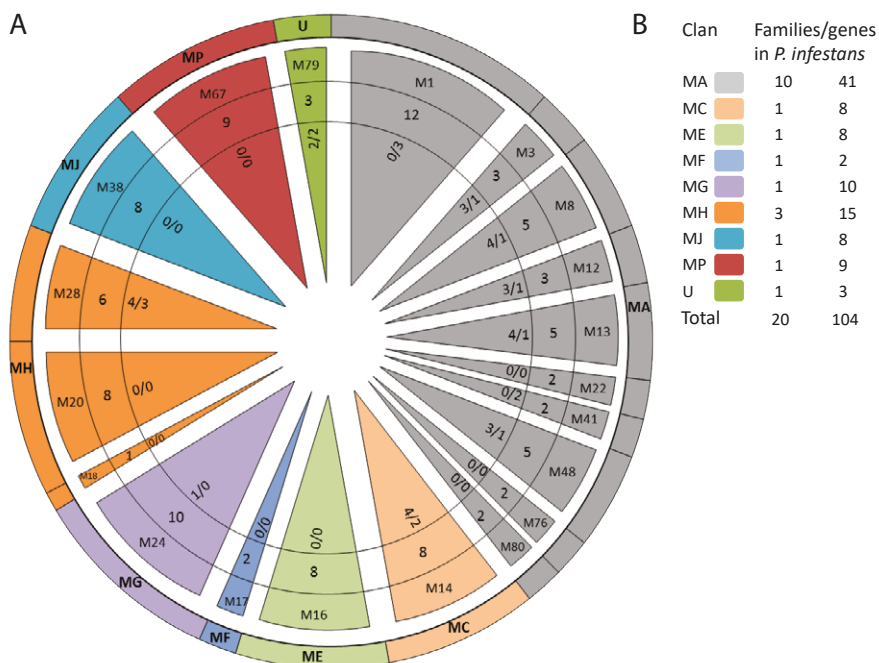 A
U
MA
MC
ME
MF
MG
MH
MJ
MP
M79
3
2/2
M1
12
0/3
M3
3
3/1
M8
5
4/1
M12
3
3/1
M13
5
4/1
M22
2
0/0
M41
2
0/2
M48
5
3/1
M76
2
0/0
M80
2
0/0
M14
8
4/2
M16
8
0/0
M17
2
0/0
M24
10
1/0
M18
1
0/0
M20
8
0/0
M28
6
4/3
M38
8
0/0
M67
9
0/0
B
Clan Families/genes
in P. infestans
MA 10 41
MC 1 8
ME 1 8
MF 1 2
MG 1 10
MH 3 15
MJ 1 8
MP 1 9
U 1 3
Total 20 104